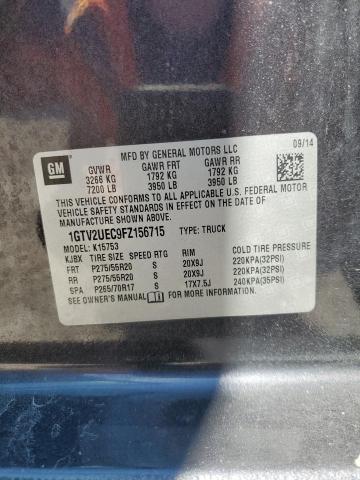 GM
MFD BY GENERAL MOTORS LLC
09/14
GVWR GAWR FRT GAWR RR
3266 KG 1792 KG 1792 KG
7200 LB 3950 LB 3950 LB
THIS VEHICLE CONFORMS TO ALL APPLICABLE U.S. FEDERAL MOTOR
VEHICLE SAFETY STANDARDS IN EFFECT ON THE DATE OF
MANUFACTURE SHOWN ABOVE.
1GTV2UEC9FZ156715 TYPE: TRUCK
MODEL: K15753
KJBX TIRE SIZE SPEED RTG RIM COLD TIRE PRESSURE
FRT P275/55R20 S 20X9J 220KPA(32PSI)
RR P275/55R20 S 20X9J 220KPA(32PSI)
SPA P265/70R17 S 17X7.5J 240KPA(35PSI)
SEE OWNER'S MANUAL FOR ADDITIONAL INFORMATION